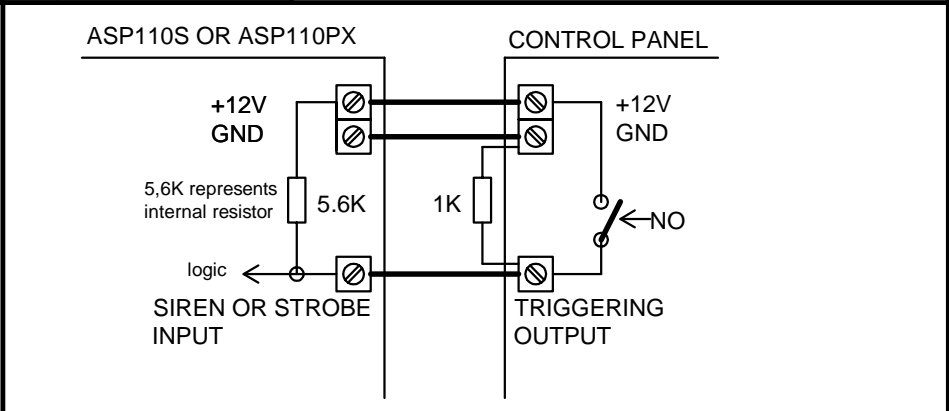 ASP110S OR ASP110PX
CONTROL PANEL
+12V
GND
+12V
GND
5,6K represents
internal resistor
5.6K
1K
NO
logic
SIREN OR STROBE
INPUT
TRIGGERING
OUTPUT